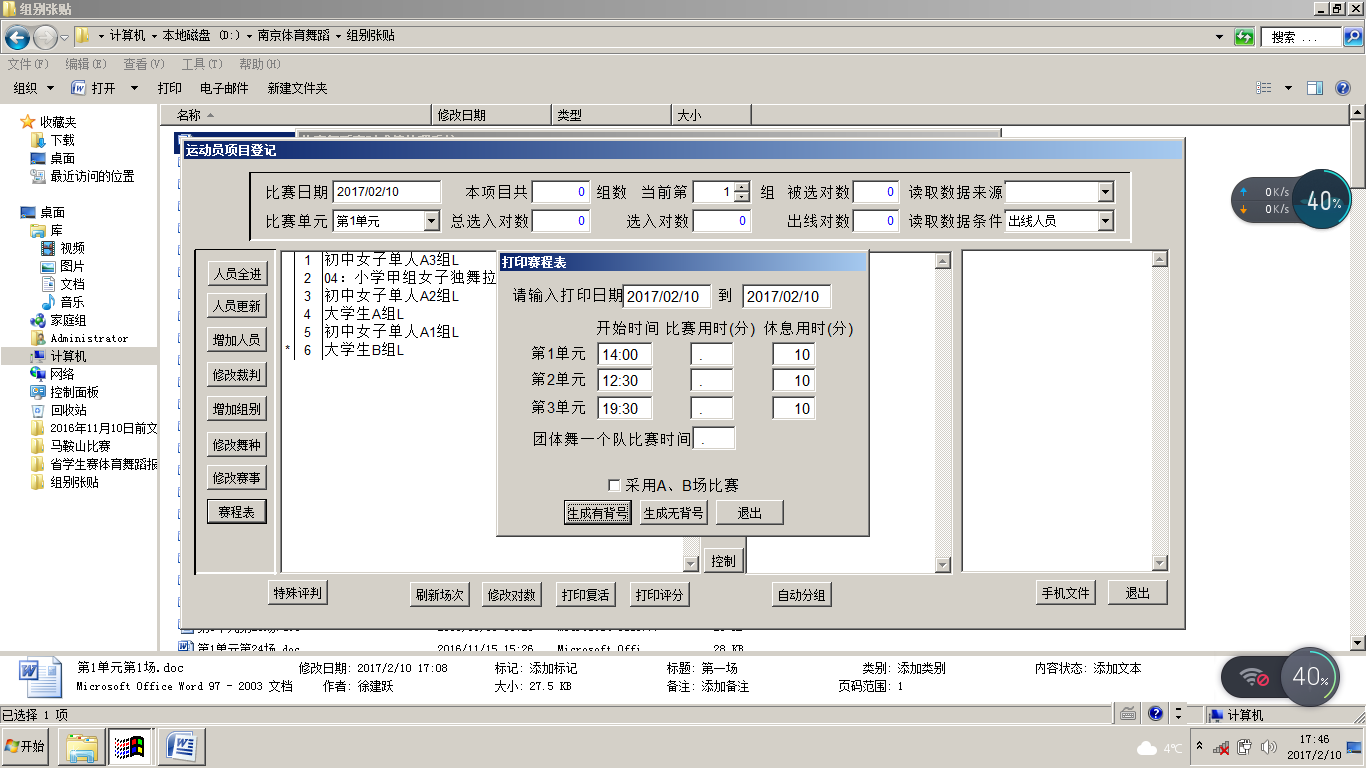 组别张贴
计算机 本地磁盘 (D:) 南京体育舞蹈 组别张贴
搜索 ...
文件(F) 编辑(E) 查看(V) 工具(T) 帮助(H)
组织 打开 打印 电子邮件 新建文件夹
名称 修改日期 类型 大小
收藏夹
下载
桌面
最近访问的位置
桌面
库
视频
图片
文档
音乐
家庭组
Administrator
计算机
网络
控制面板
回收站
2016年11月10日前文
马鞍山比赛
省学生赛体育舞蹈报
组别张贴
运动员项目登记
比赛日期 2017/02/10 本项目共 0 组数 当前第 1 组 被选对数 0 读取数据来源
比赛单元 第1单元 总选入对数 0 选入对数 0 出线对数 0 读取数据条件 出线人员
人员全进
人员更新
增加人员
修改裁判
增加组别
修改舞种
修改赛事
赛程表
1 初中女子单人A3组L
2 04：小学甲组女子独舞拉
3 初中女子单人A2组L
4 大学生A组L
5 初中女子单人A1组L
* 6 大学生B组L
打印赛程表
请输入打印日期 2017/02/10 到 2017/02/10
开始时间 比赛用时(分) 休息用时(分)
第1单元 14:00 . 10
第2单元 12:30 . 10
第3单元 19:30 . 10
团体舞一个队比赛时间 .
采用A、B场比赛
生成有背号 生成无背号 退出
控制
特殊评判 刷新场次 修改对数 打印复活 打印评分 自动分组 手机文件 退出
第1单元第24场.doc 2016/11/15 15:26 Microsoft Offi... 28 KB
0K/s
0K/s
40%
第1单元第1场.doc 修改日期: 2017/2/10 17:08 标记: 添加标记 标题: 第一场 类别: 添加类别 内容状态: 添加文本
Microsoft Office Word 97 - 2003 文档 作者: 徐建跃 大小: 27.5 KB 备注: 添加备注 页码范围: 1
40%
已选择 1 项 计算机
开始 4℃ 17:46
2017/2/10